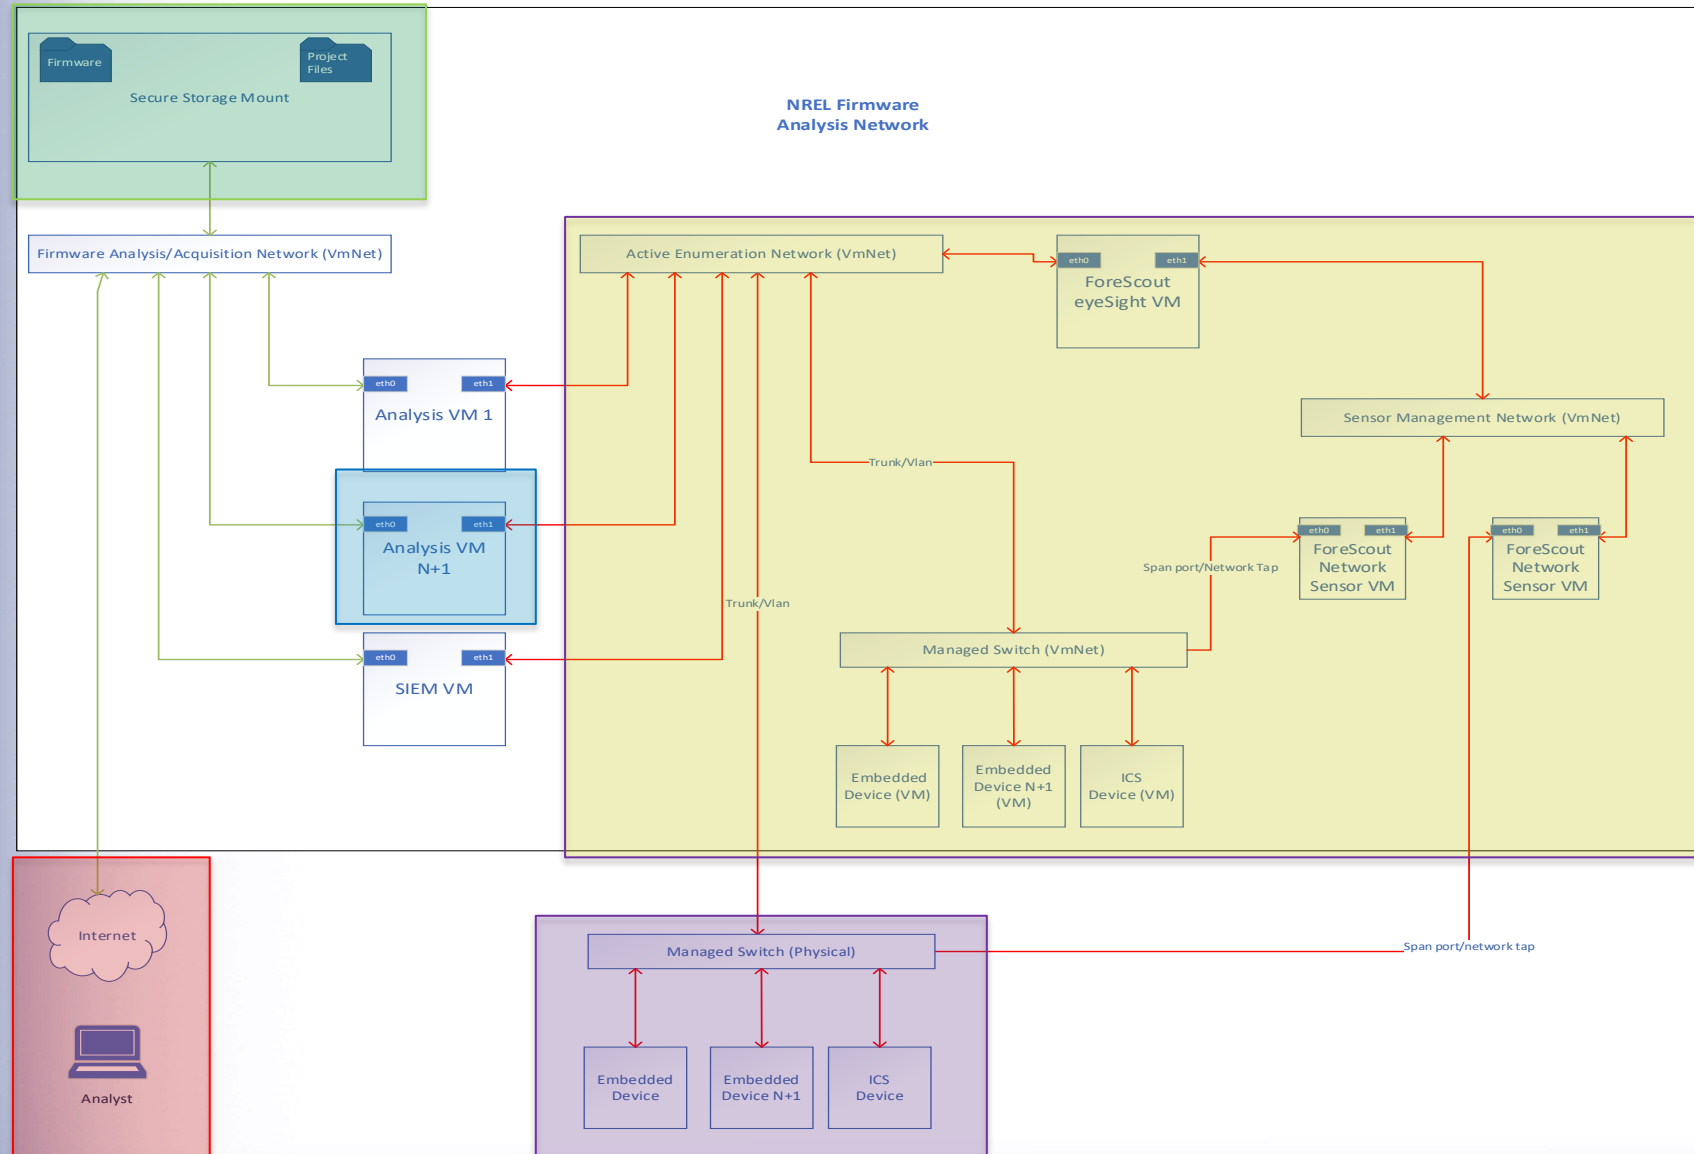 Firmware
Project
Files
Secure Storage Mount
NREL Firmware
Analysis Network
Firmware Analysis/Acquisition Network (VmNet)
Active Enumeration Network (VmNet)
eth0
eth1
ForeScout
eyeSight VM
eth0
eth1
Analysis VM 1
Sensor Management Network (VmNet)
Trunk/Vlan
eth0
eth1
Analysis VM
N+1
eth0
eth1
ForeScout
Network
Sensor VM
eth0
eth1
ForeScout
Network
Sensor VM
Span port/Network Tap
Trunk/Vlan
Managed Switch (VmNet)
eth0
eth1
SIEM VM
Embedded
Device (VM)
Embedded
Device N+1
(VM)
ICS
Device (VM)
Internet
Managed Switch (Physical)
Span port/network tap
Analyst
Embedded
Device
Embedded
Device N+1
ICS
Device